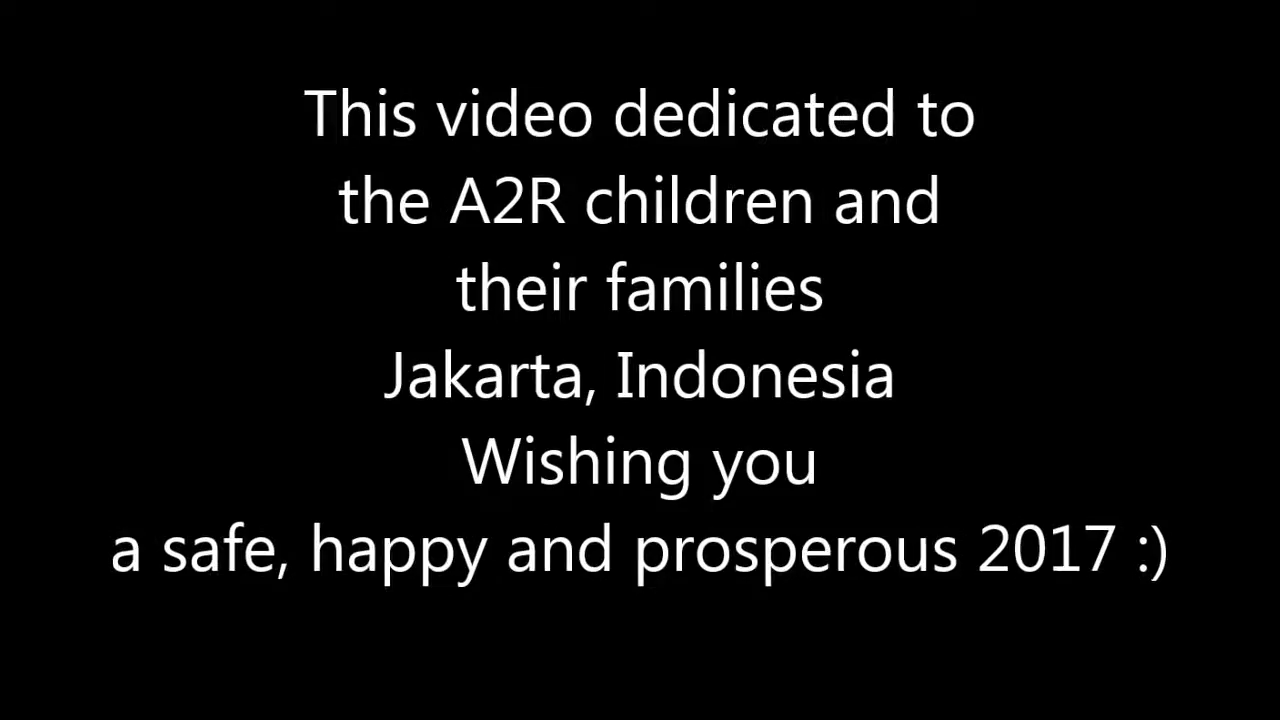 This video dedicated to
the A2R children and
their families
Jakarta, Indonesia
Wishing you
a safe, happy and prosperous 2017 :)